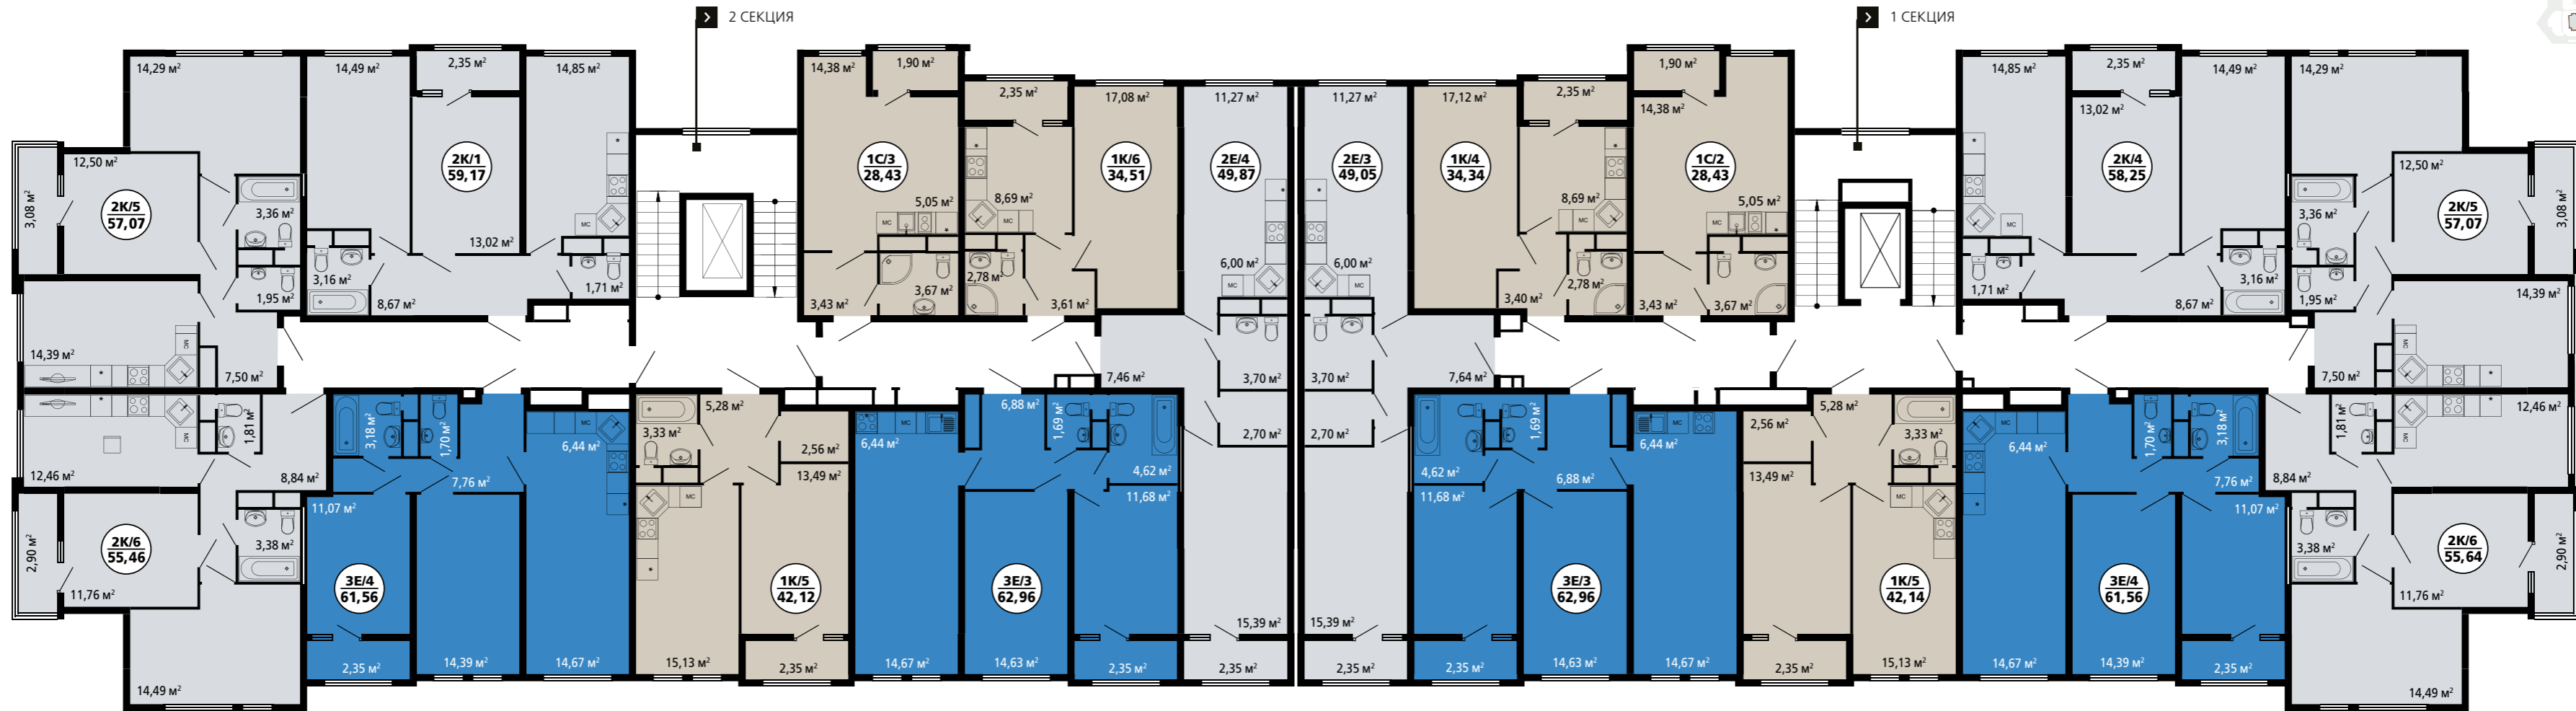 2 СЕКЦИЯ
1 СЕКЦИЯ
14,29 м²
14,49 м²
2,35 м²
14,85 м²
12,50 м²
3,08 м²
2К/5
57,07
2К/1
59,17
3,36 м²
13,02 м²
3,16 м²
1,95 м²
8,67 м²
1,71 м²
МС
14,39 м²
МС
7,50 м²
14,38 м²
1,90 м²
2,35 м²
17,08 м²
11,27 м²
1С/3
28,43
1К/6
34,51
2Е/4
49,87
5,05 м²
МС
8,69 м²
МС
6,00 м²
МС
3,43 м²
3,67 м²
2,78 м²
3,61 м²
7,46 м²
3,70 м²
2,70 м²
15,39 м²
2,35 м²
12,46 м²
МС
1,81 м²
8,84 м²
2,90 м²
2К/6
55,46
11,76 м²
3,38 м²
14,49 м²
3,18 м²
1,70 м²
МС
6,44 м²
7,76 м²
11,07 м²
3Е/4
61,56
2,35 м²
14,39 м²
14,67 м²
3,33 м²
5,28 м²
2,56 м²
МС
13,49 м²
1К/5
42,12
15,13 м²
2,35 м²
МС
6,44 м²
6,88 м²
1,69 м²
4,62 м²
11,68 м²
3Е/3
62,96
14,67 м²
14,63 м²
2,35 м²
11,27 м²
17,12 м²
2,35 м²
1,90 м²
14,38 м²
2Е/3
49,05
1К/4
34,34
1С/2
28,43
6,00 м²
МС
8,69 м²
МС
5,05 м²
МС
3,40 м²
2,78 м²
3,43 м²
3,67 м²
3,70 м²
7,64 м²
2,70 м²
15,39 м²
2,35 м²
1,69 м²
МС
6,44 м²
4,62 м²
6,88 м²
11,68 м²
3Е/3
62,96
2,35 м²
14,63 м²
14,67 м²
5,28 м²
2,56 м²
3,33 м²
13,49 м²
МС
1К/5
42,14
2,35 м²
15,13 м²
14,85 м²
2,35 м²
14,49 м²
14,29 м²
13,02 м²
2К/4
58,25
12,50 м²
2К/5
57,07
3,08 м²
3,36 м²
МС
1,71 м²
8,67 м²
3,16 м²
1,95 м²
14,39 м²
МС
7,50 м²
МС
6,44 м²
1,70 м²
3,18 м²
7,76 м²
11,07 м²
3Е/4
61,56
14,67 м²
14,39 м²
2,35 м²
1,81 м²
МС
12,46 м²
8,84 м²
3,38 м²
2К/6
55,64
11,76 м²
2,90 м²
14,49 м²